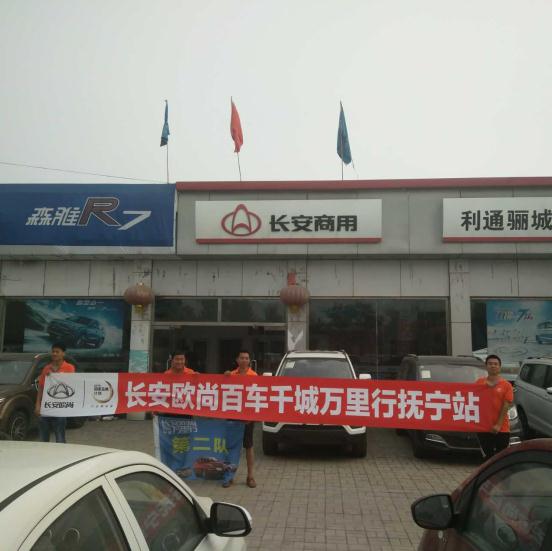 森雅R7
长安商用
利通骊城
长安欧尚
长安欧尚百车千城万里行抚宁站
第二队